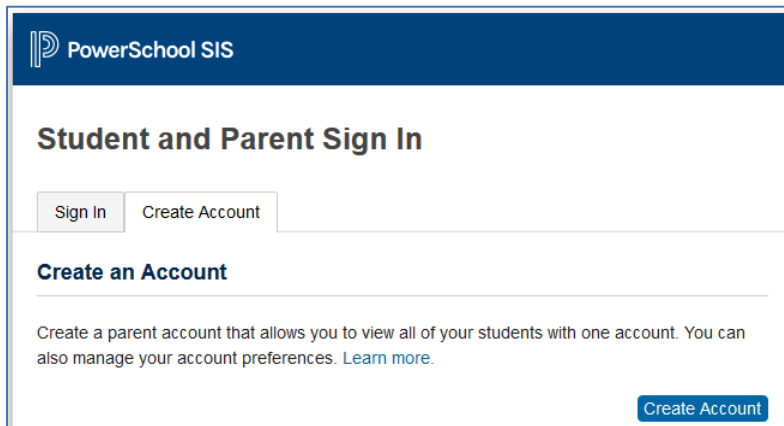 PowerSchool SIS
Student and Parent Sign In
Sign In
Create Account
Create an Account
Create a parent account that allows you to view all of your students with one account. You can
also manage your account preferences. Learn more.
Create Account